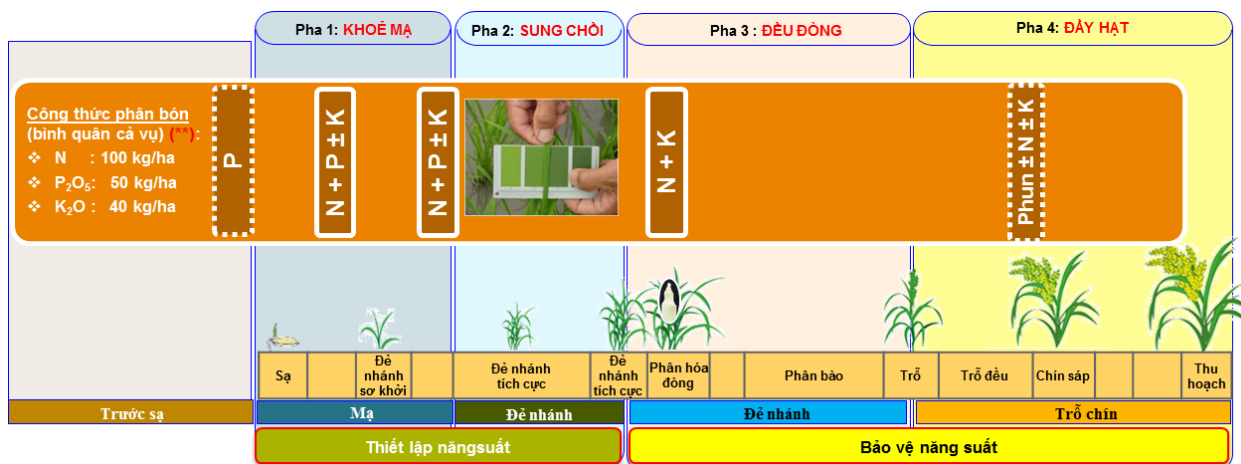 Pha 1: KHOẺ MẠ
Pha 2: SUNG CHỒI
Pha 3 : ĐỀU ĐÒNG
Pha 4: ĐẦY HẠT
Công thức phân bón
(bình quân cả vụ) (**):
❖ N : 100 kg/ha
❖ P2O5: 50 kg/ha
❖ K2O : 40 kg/ha
P
N + P ± K
N + P ± K
N + K
Phun ± N ± K
Sạ
Đẻ
nhánh
sơ khởi
Đẻ nhánh
tích cực
Đẻ
nhánh
tích cực
Phân hóa
đòng
Phân bào
Trỗ
Trỗ đều
Chín sáp
Thu
hoạch
Trước sạ
Mạ
Đẻ nhánh
Đẻ nhánh
Trỗ chín
Thiết lập năngsuất
Bảo vệ năng suất